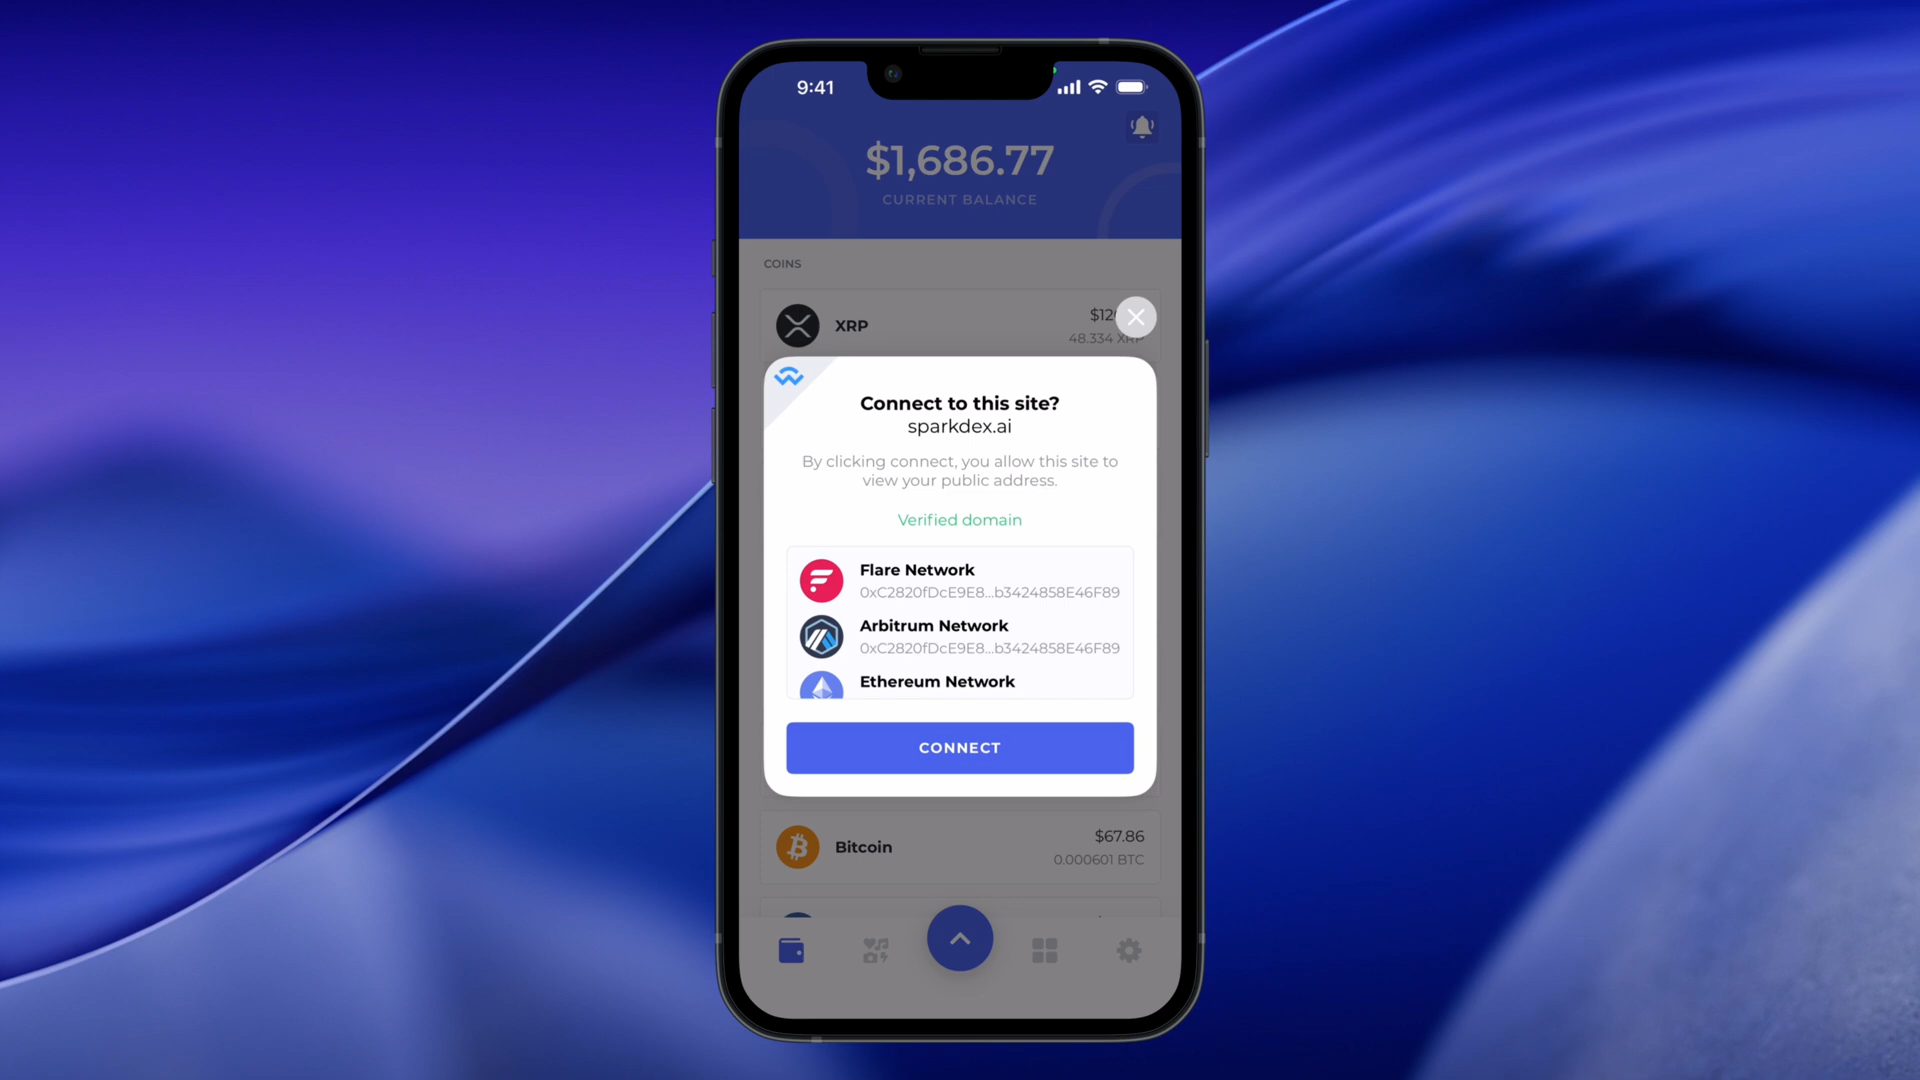 9:41
$1,686.77
CURRENT BALANCE
COINS
XRP
48.334 XRP
Connect to this site?
sparkdex.ai
By clicking connect, you allow this site to
view your public address.
Verified domain
Flare Network
0xC2820fDcE9E8...b3424858E46F89
Arbitrum Network
0xC2820fDcE9E8...b3424858E46F89
Ethereum Network
CONNECT
Bitcoin
$67.86
0.000601 BTC